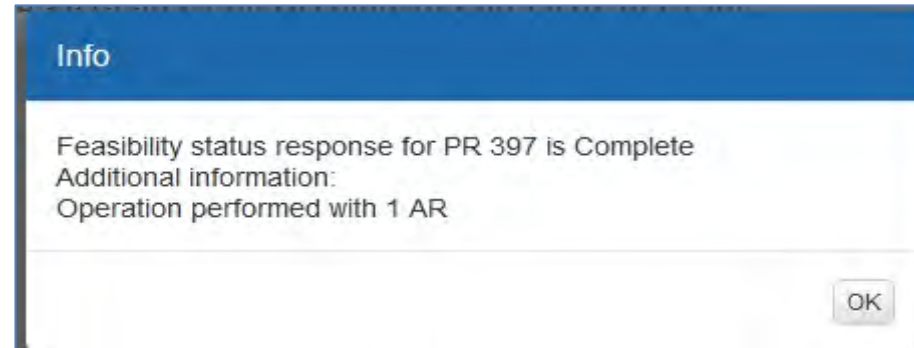 Info
Feasibility status response for PR 397 is Complete
Additional information:
Operation performed with 1 AR
OK